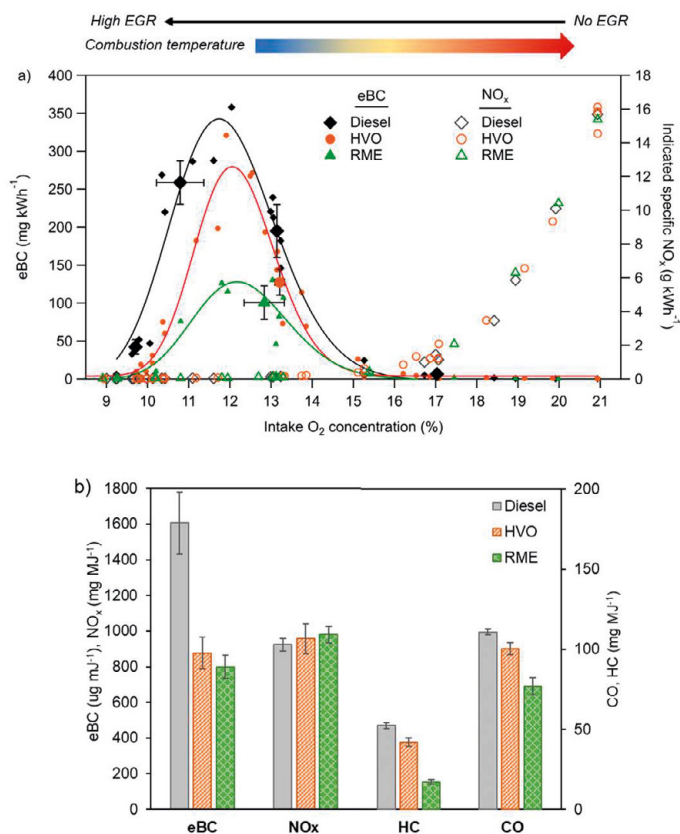 High EGR No EGR
Combustion temperature
a)
eBC NOx
Diesel Diesel
HVO HVO
RME RME
400
350
300
250
200
150
100
50
0
eBC (mg kWh-1)
18
16
14
12
10
8
6
4
2
0
Indicated specific NOx (g kWh-1)
9 10 11 12 13 14 15 16 17 18 19 20 21
Intake O2 concentration (%)
b)
Diesel
HVO
RME
1800
1600
1400
1200
1000
800
600
400
200
0
eBC (ug mJ-1), NOx (mg MJ-1)
200
150
100
50
0
CO, HC (mg MJ-1)
eBC NOx HC CO